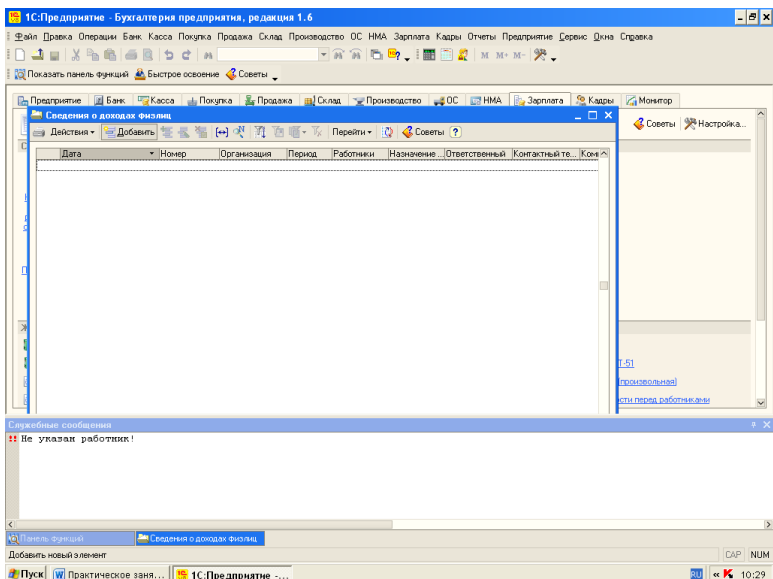 1С:Предприятие - Бухгалтерия предприятия, редакция 1.6
Файл Правка Операции Банк Касса Покупка Продажа Склад Производство ОС НМА Зарплата Кадры Отчеты Предприятие Сервис Окна Справка
M M+ M-
Показать панель функций Быстрое освоение Советы
Предприятие Банк Касса Покупка Продажа Склад Производство ОС НМА Зарплата Кадры Монитор
Сведения о доходах физлиц
Советы Настройка...
Действия Добавить Перейти Советы ?
Дата Номер Организация Период Работники Назначение ... Ответственный Контактный те... Ком
Т-51
(произвольная)
сти перед работниками
Служебные сообщения
!! Не указан работник!
Панель функций Сведения о доходах физлиц
Добавить новый элемент CAP NUM
Пуск Практическое заня... 1С:Предприятие -... RU « 10:29